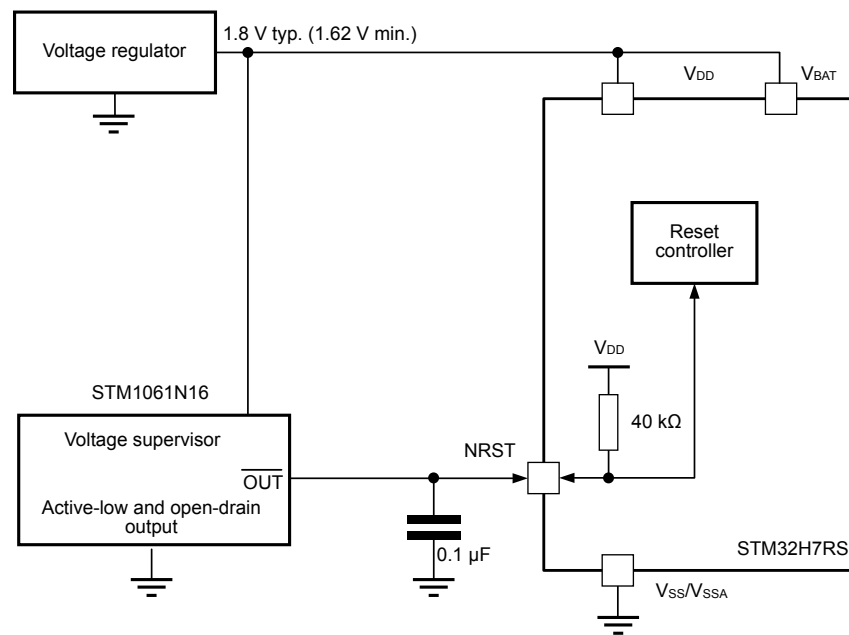 1.8 V typ. (1.62 V min.)
Voltage regulator
VDD
VBAT
Reset
controller
VDD
STM1061N16
40 kΩ
Voltage supervisor
NRST
OUT
Active-low and open-drain
output
0.1 µF
STM32H7RS
VSS/VSSA